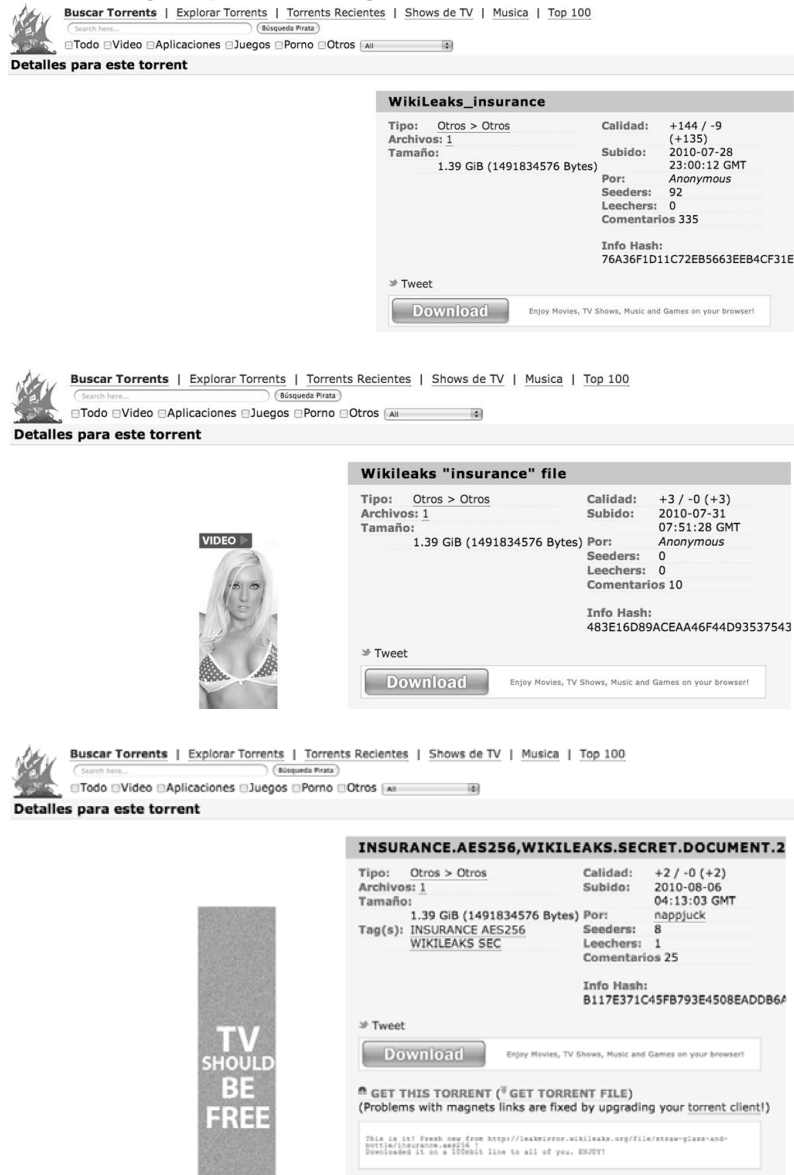 Buscar Torrents | Explorar Torrents | Torrents Recientes | Shows de TV | Musica | Top 100
Search here... Búsqueda Pirata
Todo Video Aplicaciones Juegos Porno Otros All
Detalles para este torrent
WikiLeaks_insurance
Tipo: Otros > Otros
Archivos: 1
Tamaño:
1.39 GiB (1491834576 Bytes)
Calidad: +144 / -9
(+135)
Subido: 2010-07-28
23:00:12 GMT
Por: Anonymous
Seeders: 92
Leechers: 0
Comentarios 335
Info Hash:
76A36F1D11C72EB5663EEB4CF31E
Tweet
Download Enjoy Movies, TV Shows, Music and Games on your browser!
Buscar Torrents | Explorar Torrents | Torrents Recientes | Shows de TV | Musica | Top 100
Search here... Búsqueda Pirata
Todo Video Aplicaciones Juegos Porno Otros All
Detalles para este torrent
VIDEO
Wikileaks "insurance" file
Tipo: Otros > Otros
Archivos: 1
Tamaño:
1.39 GiB (1491834576 Bytes)
Calidad: +3 / -0 (+3)
Subido: 2010-07-31
07:51:28 GMT
Por: Anonymous
Seeders: 0
Leechers: 0
Comentarios 10
Info Hash:
483E16D89ACEAA46F44D93537543
Tweet
Download Enjoy Movies, TV Shows, Music and Games on your browser!
Buscar Torrents | Explorar Torrents | Torrents Recientes | Shows de TV | Musica | Top 100
Search here... Búsqueda Pirata
Todo Video Aplicaciones Juegos Porno Otros All
Detalles para este torrent
TV
SHOULD
BE
FREE
INSURANCE.AES256,WIKILEAKS.SECRET.DOCUMENT.2
Tipo: Otros > Otros
Archivos: 1
Tamaño:
1.39 GiB (1491834576 Bytes)
Tag(s): INSURANCE AES256
WIKILEAKS SEC
Calidad: +2 / -0 (+2)
Subido: 2010-08-06
04:13:03 GMT
Por: nappjuck
Seeders: 8
Leechers: 1
Comentarios 25
Info Hash:
B117E371C45FB793E4508EADDB6A
Tweet
Download Enjoy Movies, TV Shows, Music and Games on your browser!
GET THIS TORRENT (GET TORRENT FILE)
(Problems with magnets links are fixed by upgrading your torrent client!)
This is it! Fresh new from http://leakmirror.wikileaks.org/file/straw-glass-and-
bottle/insurance.aes256 !
Downloaded it on a 100mbit line to all of you. ENJOY!